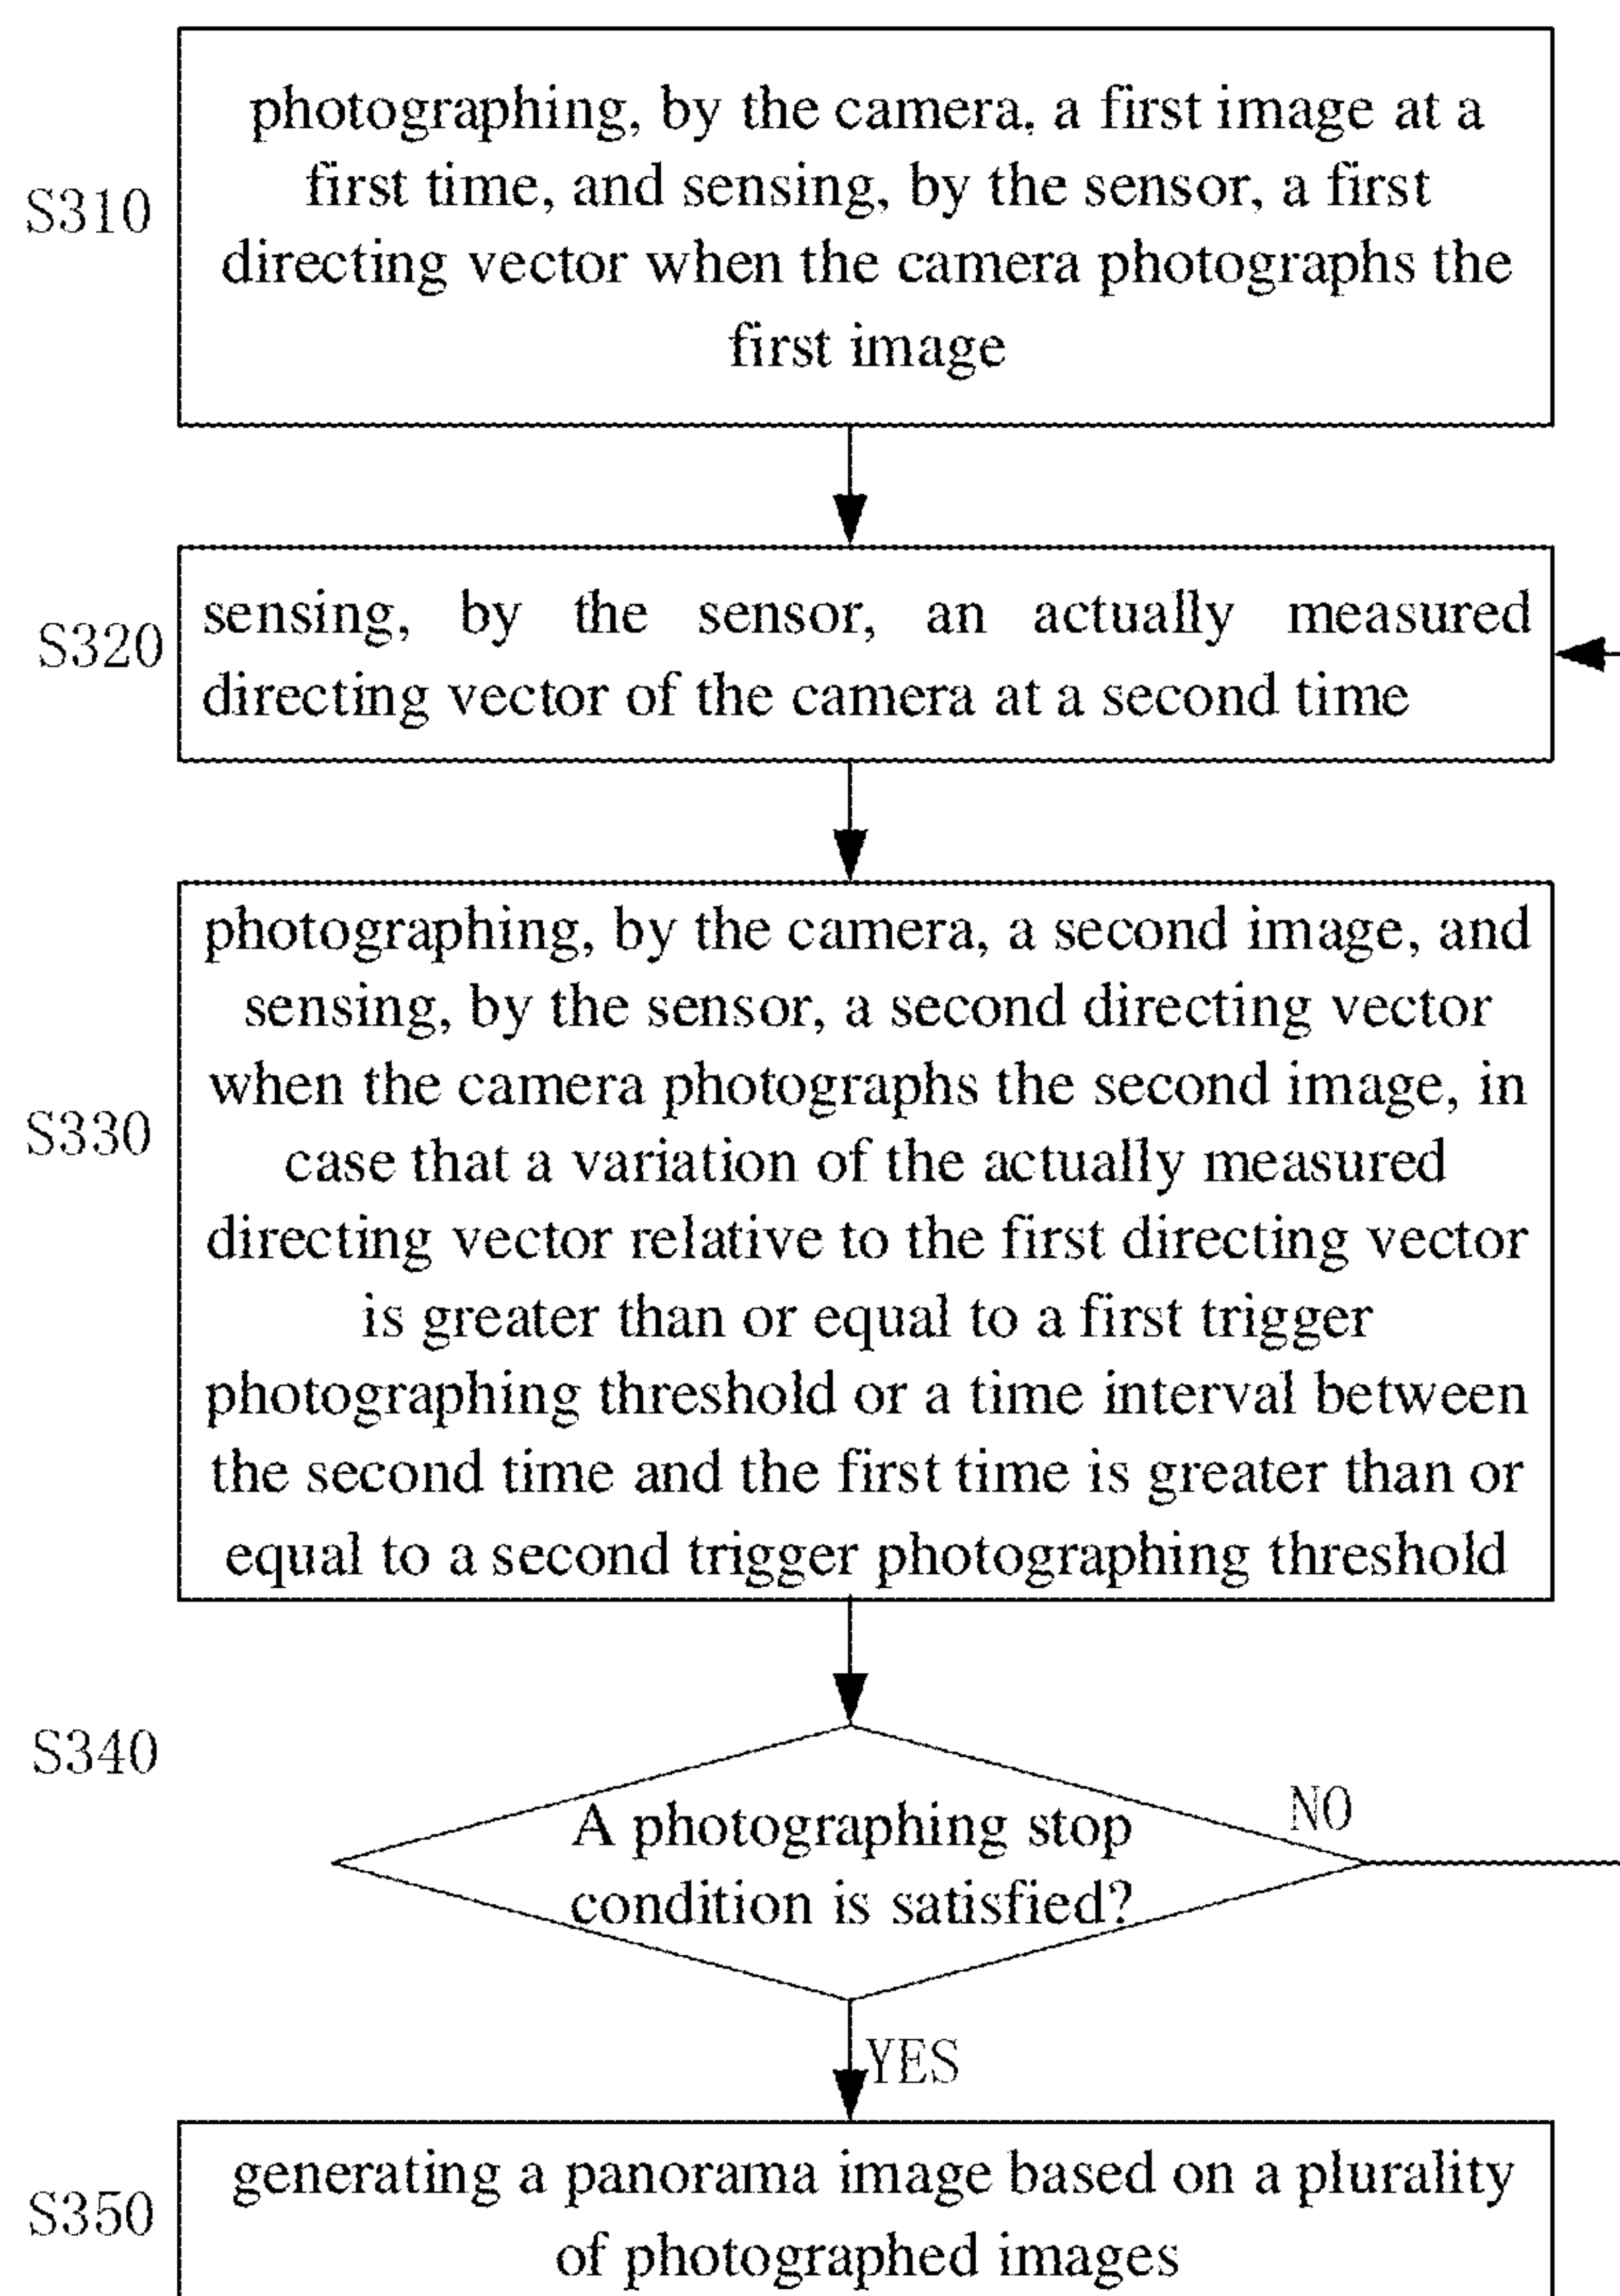 S310
photographing, by the camera, a first image at a
first time, and sensing, by the sensor, a first
directing vector when the camera photographs the
first image
S320
sensing, by the sensor, an actually measured
directing vector of the camera at a second time
S330
photographing, by the camera, a second image, and
sensing, by the sensor, a second directing vector
when the camera photographs the second image, in
case that a variation of the actually measured
directing vector relative to the first directing vector
is greater than or equal to a first trigger
photographing threshold or a time interval between
the second time and the first time is greater than or
equal to a second trigger photographing threshold
S340
A photographing stop
condition is satisfied?
NO
YES
S350
generating a panorama image based on a plurality
of photographed images